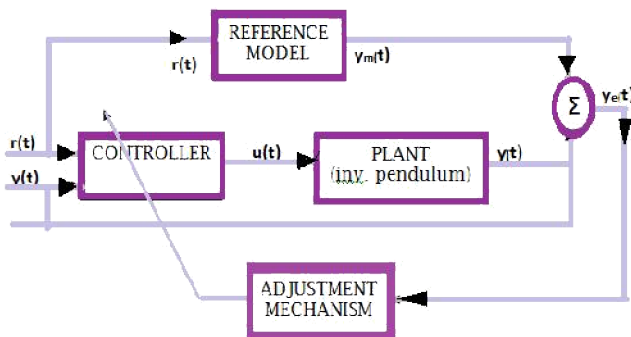 REFERENCE
MODEL
r(t)
ym(t)
ye(t)
Σ
r(t)
CONTROLLER
u(t)
PLANT
(inv. pendulum)
y(t)
y(t)
ADJUSTMENT
MECHANISM